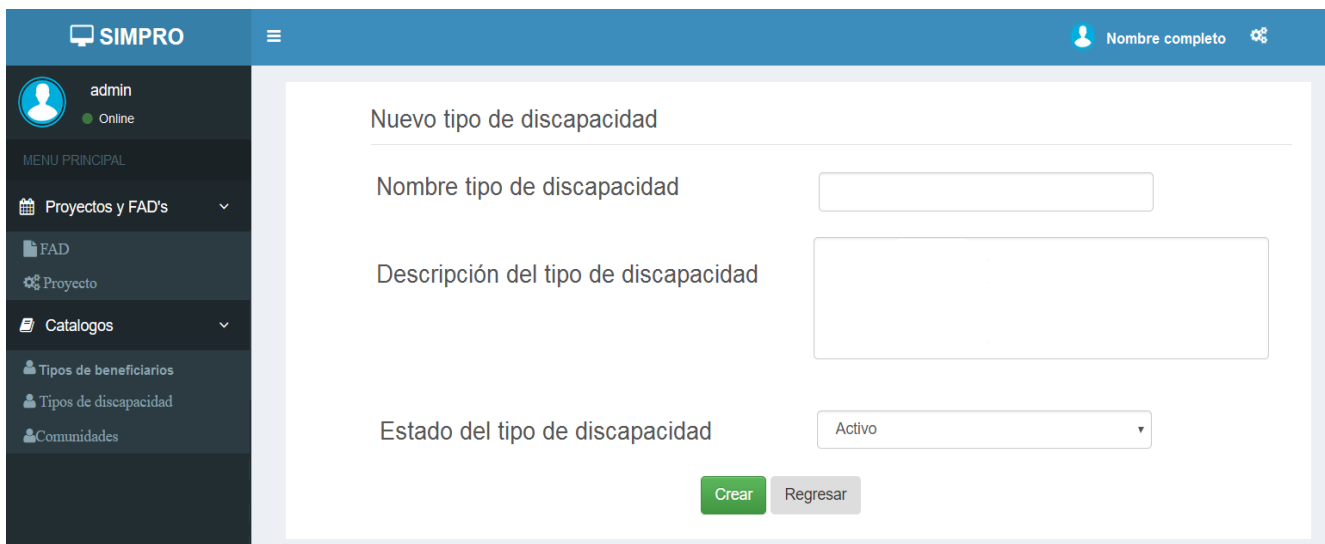 SIMPRO
Nombre completo
admin
Online
MENU PRINCIPAL
Proyectos y FAD's
FAD
Proyecto
Catalogos
Tipos de beneficiarios
Tipos de discapacidad
Comunidades
Nuevo tipo de discapacidad
Nombre tipo de discapacidad
Descripción del tipo de discapacidad
Estado del tipo de discapacidad
Activo
Crear
Regresar